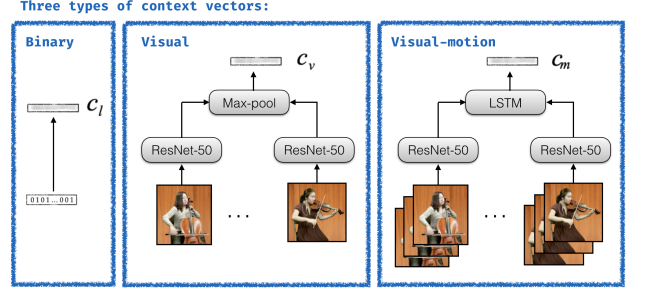 Three types of context vectors:
Binary
c_l
0101...001
Visual
c_v
Max-pool
ResNet-50
ResNet-50
...
Visual-motion
c_m
LSTM
ResNet-50
ResNet-50
...